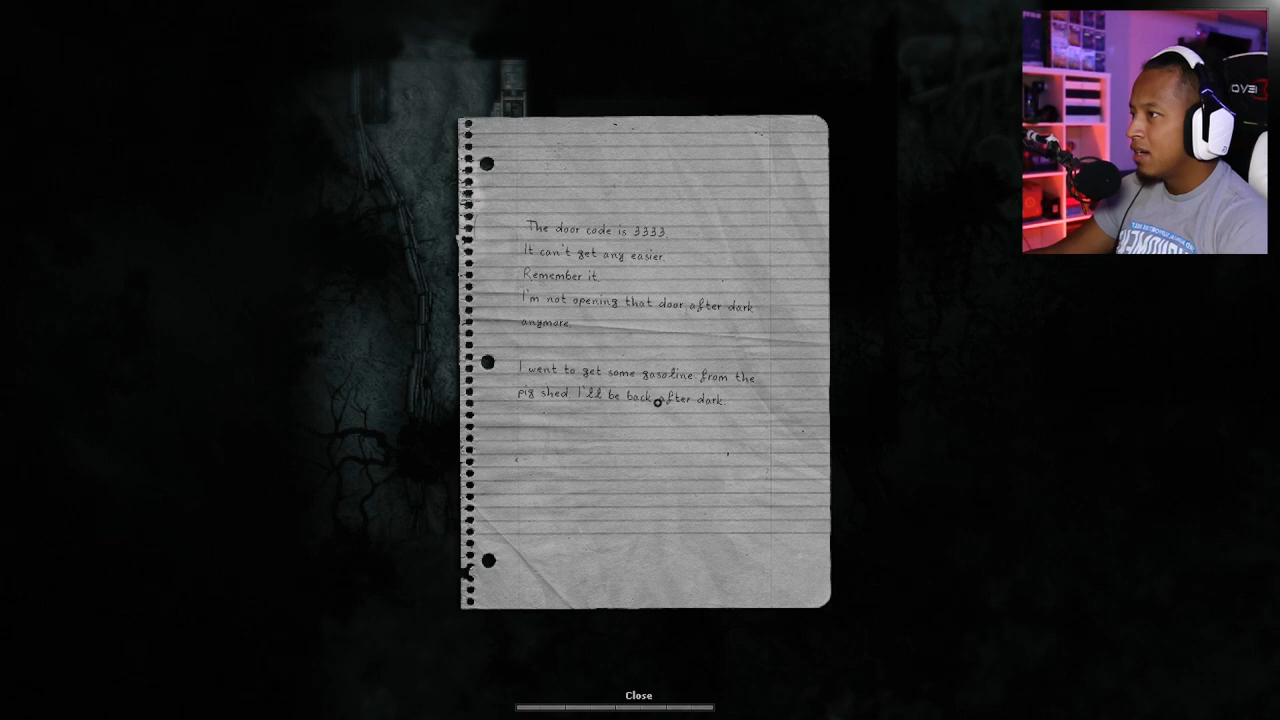 The door code is 3333.
It can't get any easier.
Remember it.
I'm not opening that door after dark
anymore.
I went to get some gasoline from the
pig shed. I'll be back after dark.
Close